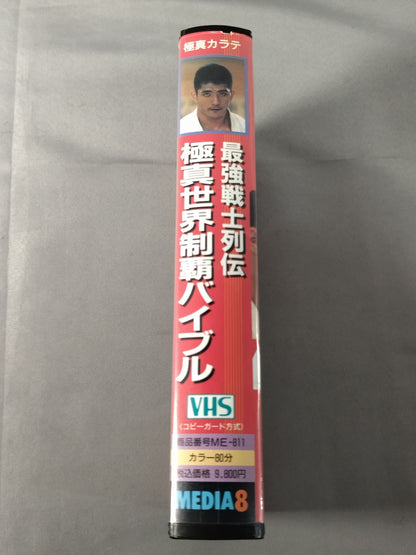 極真カラテ
最強戦士列伝
極真世界制覇バイブル
VHS
(コピーガード方式)
商品番号ME-811
カラー80分
税込価格 9,800円
MEDIA8